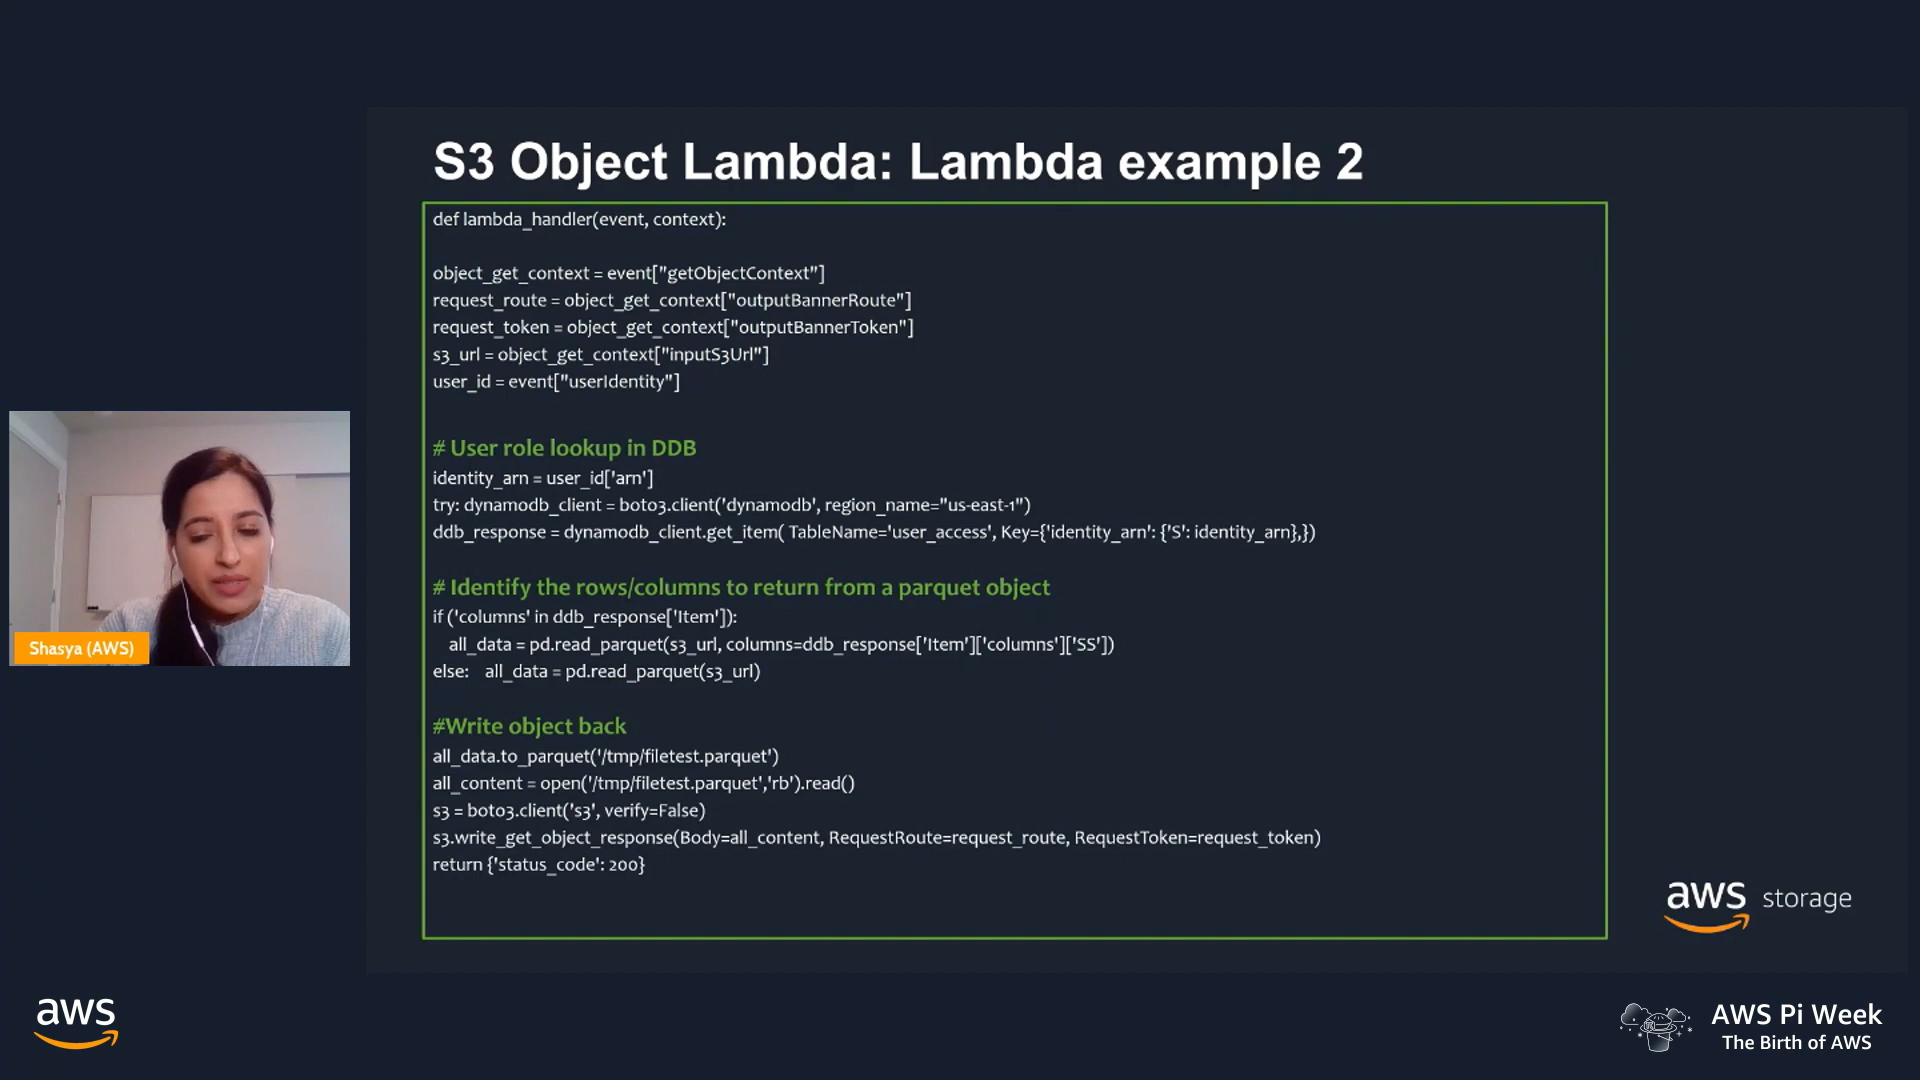 S3 Object Lambda: Lambda example 2
def lambda_handler(event, context):
object_get_context = event["getObjectContext"]
request_route = object_get_context["outputBannerRoute"]
request_token = object_get_context["outputBannerToken"]
s3_url = object_get_context["inputS3Url"]
user_id = event["userIdentity"]
# User role lookup in DDB
identity_arn = user_id['arn']
try: dynamodb_client = boto3.client('dynamodb', region_name="us-east-1")
ddb_response = dynamodb_client.get_item( TableName='user_access', Key={'identity_arn': {'S': identity_arn},})
# Identify the rows/columns to return from a parquet object
if ('columns' in ddb_response['Item']):
all_data = pd.read_parquet(s3_url, columns=ddb_response['Item']['columns']['SS'])
else: all_data = pd.read_parquet(s3_url)
#Write object back
all_data.to_parquet('/tmp/filetest.parquet')
all_content = open('/tmp/filetest.parquet','rb').read()
s3 = boto3.client('s3', verify=False)
s3.write_get_object_response(Body=all_content, RequestRoute=request_route, RequestToken=request_token)
return {'status_code': 200}
Shasya (AWS)
aws storage
aws
AWS Pi Week
The Birth of AWS